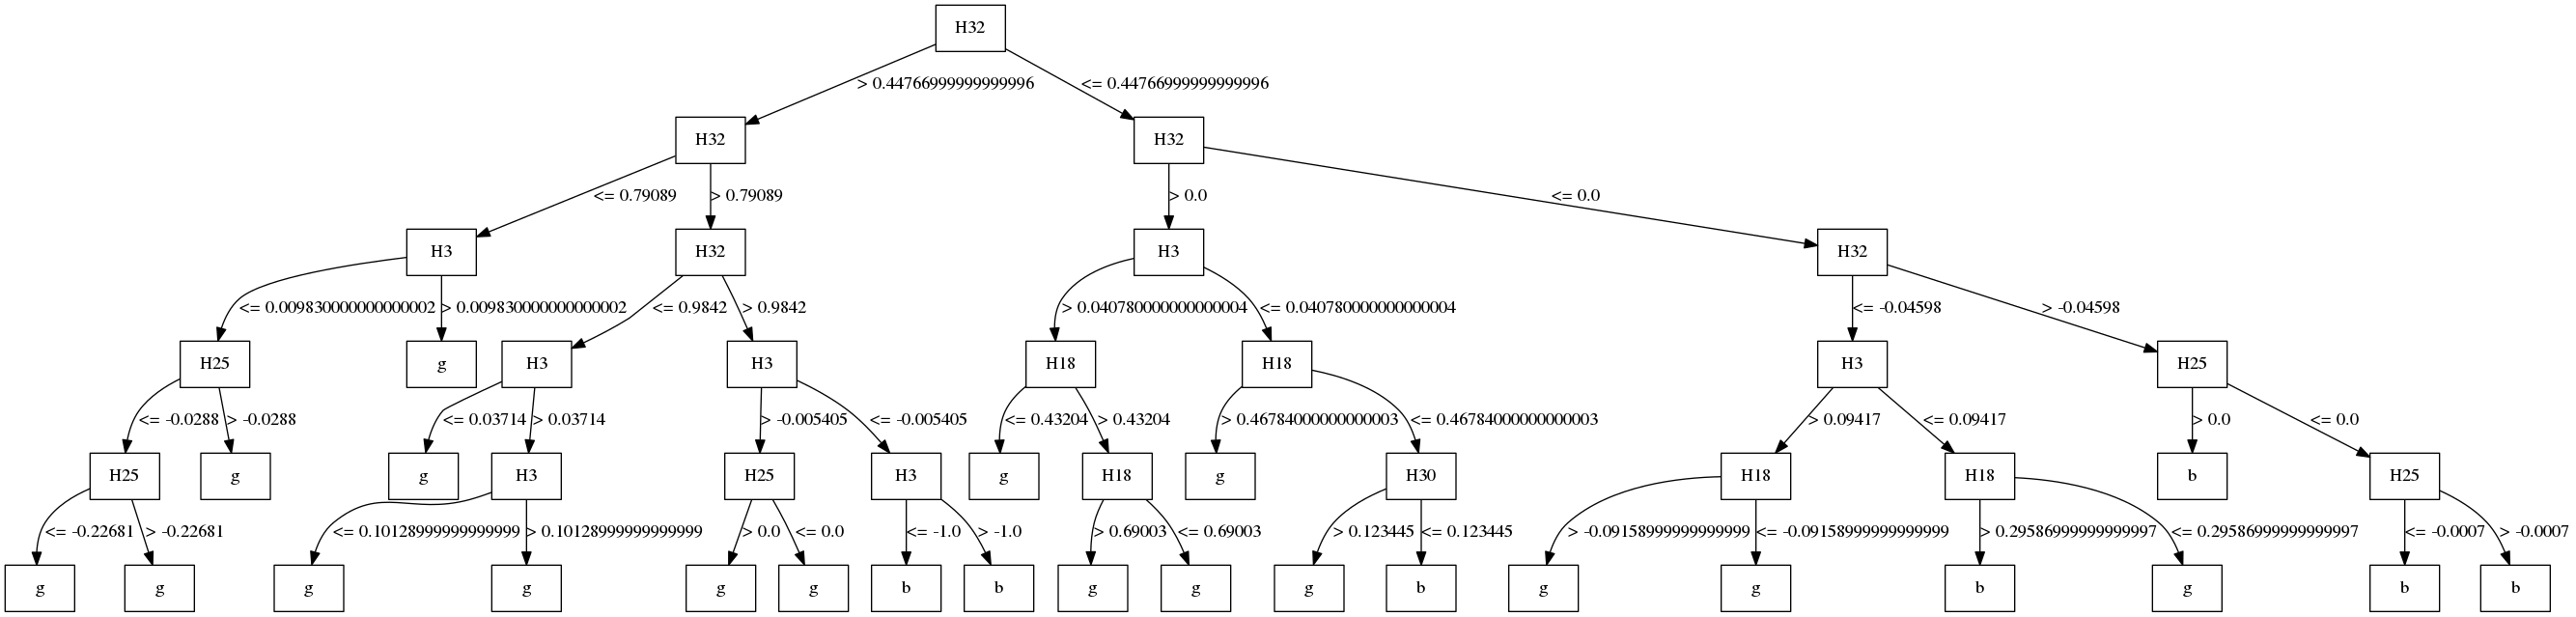 H32
> 0.44766999999999996 <= 0.44766999999999996
H32 H32
<= 0.79089 > 0.79089 > 0.0 <= 0.0
H3 H32 H3 H32
<= 0.009830000000000002 > 0.009830000000000002 <= 0.9842 > 0.9842 > 0.040780000000000004 <= 0.040780000000000004 <= -0.04598 > -0.04598
H25 g H3 H3 H18 H18 H3 H25
<= -0.0288 > -0.0288 <= 0.03714 > 0.03714 > -0.005405 <= -0.005405 <= 0.43204 > 0.43204 > 0.46784000000000003 <= 0.46784000000000003 > 0.09417 <= 0.09417 > 0.0 <= 0.0
H25 g g H3 H25 H3 g H18 g H30 H18 H18 b H25
<= -0.22681 > -0.22681 <= 0.10128999999999999 > 0.10128999999999999 > 0.0 <= 0.0 <= -1.0 > -1.0 > 0.69003 <= 0.69003 > 0.123445 <= 0.123445 > -0.09158999999999999 <= -0.09158999999999999 > 0.29586999999999997 <= 0.29586999999999997 <= -0.0007 > -0.0007
g g g g g g b b g g g b g g b g b b